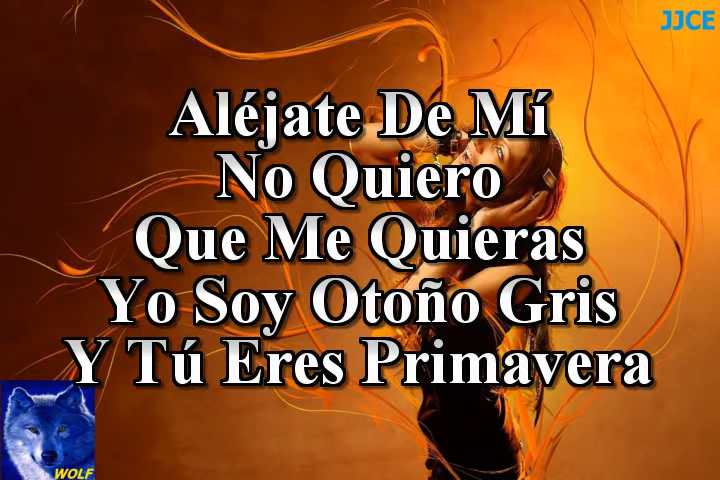 JJCE
Aléjate De Mí
No Quiero
Que Me Quieras
Yo Soy Otoño Gris
Y Tú Eres Primavera
WOLF